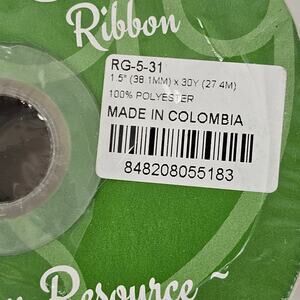 Ribbon
RG-5-31
1.5" (38.1MM) x 30Y (27.4M)
100% POLYESTER
MADE IN COLOMBIA
848208055183
Resource ~